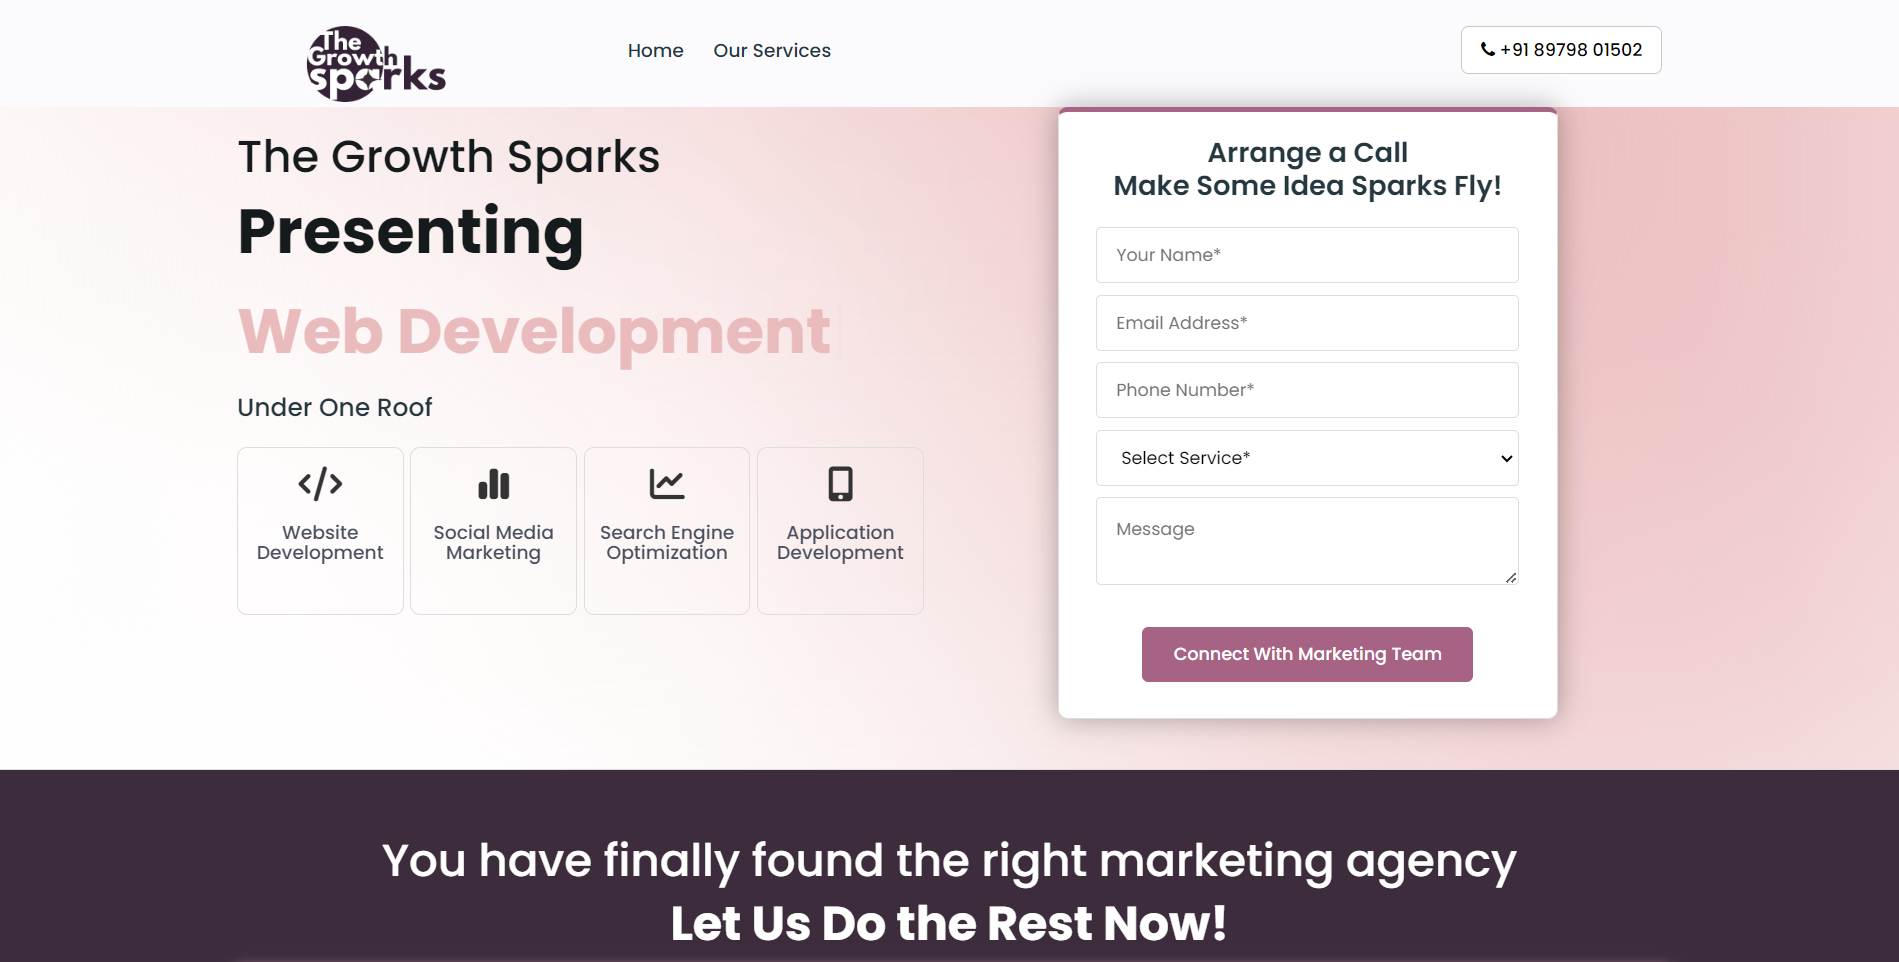 The
Growth
sparks
Home
Our Services
+91 89798 01502
The Growth Sparks
Presenting
Web Development
Under One Roof
Website
Development
Social Media
Marketing
Search Engine
Optimization
Application
Development
Arrange a Call
Make Some Idea Sparks Fly!
Your Name*
Email Address*
Phone Number*
Select Service*
Message
Connect With Marketing Team
You have finally found the right marketing agency
Let Us Do the Rest Now!